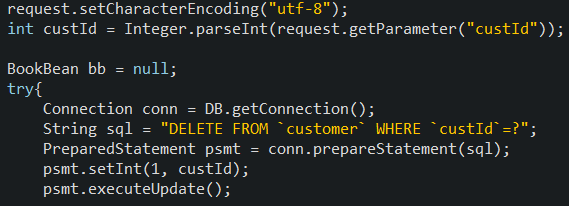 request.setCharacterEncoding("utf-8");
int custId = Integer.parseInt(request.getParameter("custId"));
BookBean bb = null;
try{
Connection conn = DB.getConnection();
String sql = "DELETE FROM `customer` WHERE `custId`=?";
PreparedStatement psmt = conn.prepareStatement(sql);
psmt.setInt(1, custId);
psmt.executeUpdate();